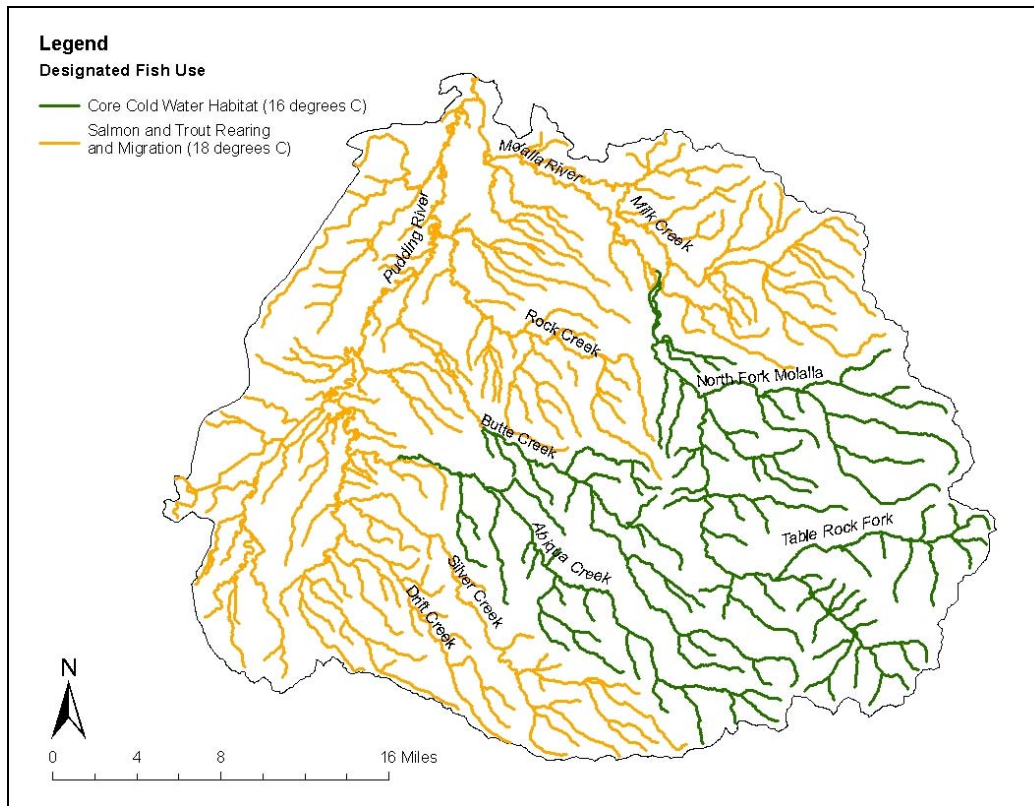 Legend
Designated Fish Use
Core Cold Water Habitat (16 degrees C)
Salmon and Trout Rearing
and Migration (18 degrees C)
Molalla River
Milk Creek
Pudding River
Rock Creek
North Fork Molalla
Butte Creek
Table Rock Fork
Abiqua Creek
Silver Creek
Drift Creek
N
0 4 8 16 Miles